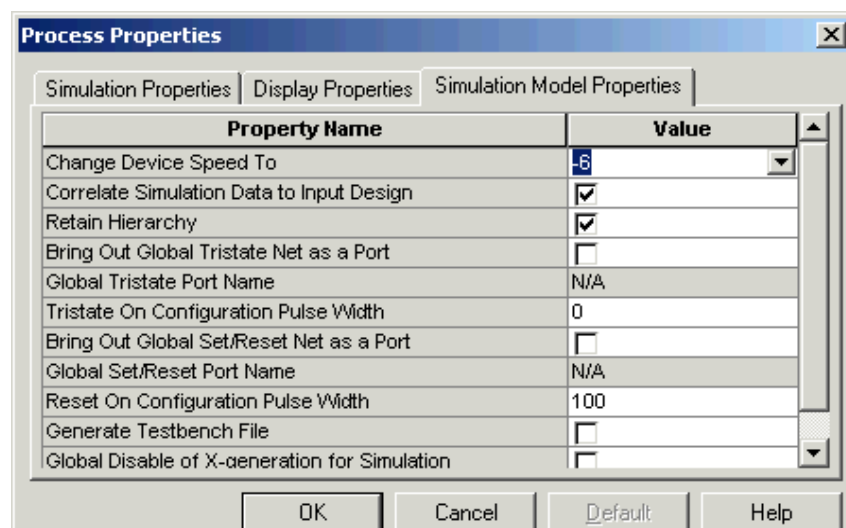 Process Properties
Simulation Properties Display Properties Simulation Model Properties
Property Name Value
Change Device Speed To -6
Correlate Simulation Data to Input Design
Retain Hierarchy
Bring Out Global Tristate Net as a Port
Global Tristate Port Name N/A
Tristate On Configuration Pulse Width 0
Bring Out Global Set/Reset Net as a Port
Global Set/Reset Port Name N/A
Reset On Configuration Pulse Width 100
Generate Testbench File
Global Disable of X-generation for Simulation
OK Cancel Default Help